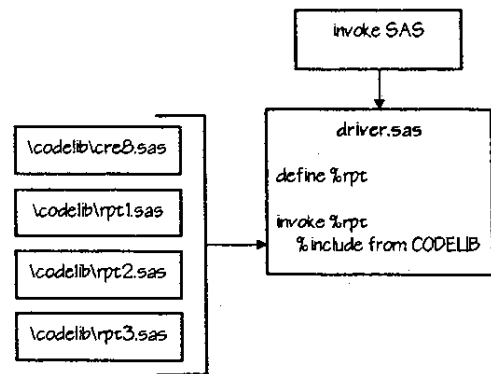 invoke SAS
driver.sas
define %rpt
invoke %rpt
%include from CODELIB
\codelib\cre8.sas
\codelib\rpt1.sas
\codelib\rpt2.sas
\codelib\rpt3.sas